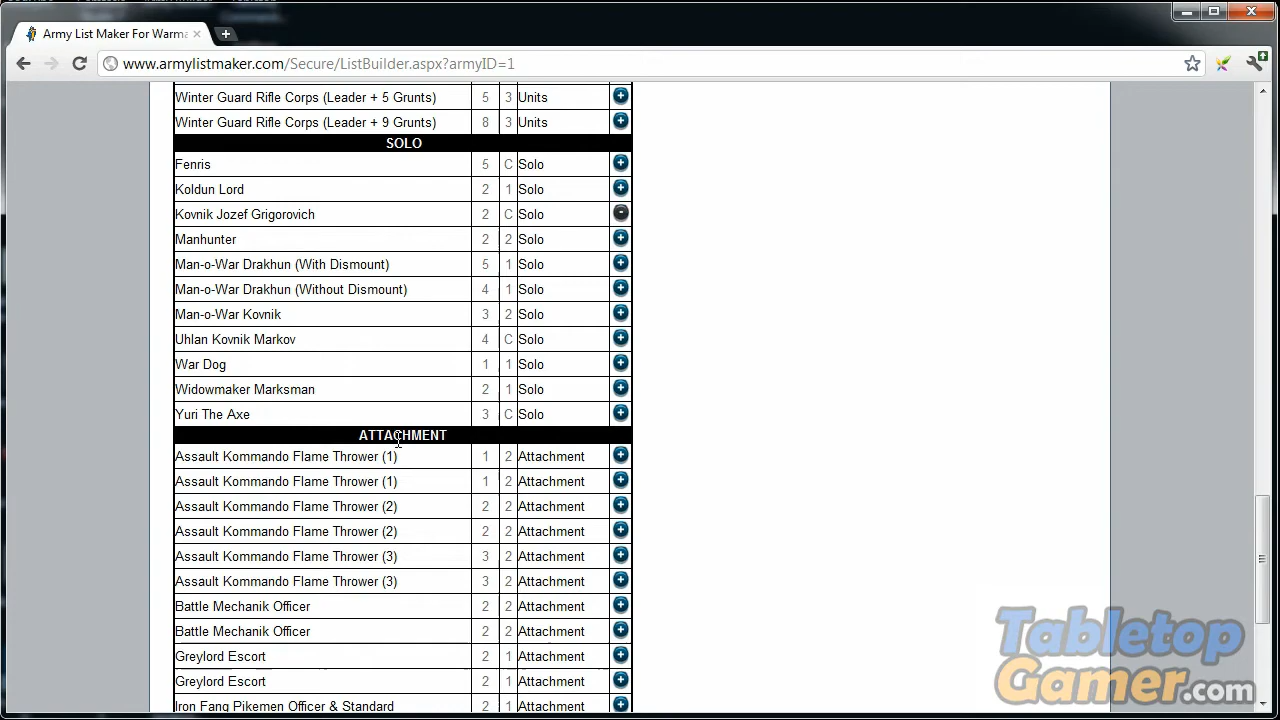 Army List Maker For Warma
www.armylistmaker.com/Secure/ListBuilder.aspx?armyID=1
Winter Guard Rifle Corps (Leader + 5 Grunts) 5 3 Units
Winter Guard Rifle Corps (Leader + 9 Grunts) 8 3 Units
SOLO
Fenris 5 C Solo
Koldun Lord 2 1 Solo
Kovnik Jozef Grigorovich 2 C Solo
Manhunter 2 2 Solo
Man-o-War Drakhun (With Dismount) 5 1 Solo
Man-o-War Drakhun (Without Dismount) 4 1 Solo
Man-o-War Kovnik 3 2 Solo
Uhlan Kovnik Markov 4 C Solo
War Dog 1 1 Solo
Widowmaker Marksman 2 1 Solo
Yuri The Axe 3 C Solo
ATTACHMENT
Assault Kommando Flame Thrower (1) 1 2 Attachment
Assault Kommando Flame Thrower (1) 1 2 Attachment
Assault Kommando Flame Thrower (2) 2 2 Attachment
Assault Kommando Flame Thrower (2) 2 2 Attachment
Assault Kommando Flame Thrower (3) 3 2 Attachment
Assault Kommando Flame Thrower (3) 3 2 Attachment
Battle Mechanik Officer 2 2 Attachment
Battle Mechanik Officer 2 2 Attachment
Greylord Escort 2 1 Attachment
Greylord Escort 2 1 Attachment
Iron Fang Pikemen Officer & Standard 2 1 Attachment
Tabletop
Gamer.com